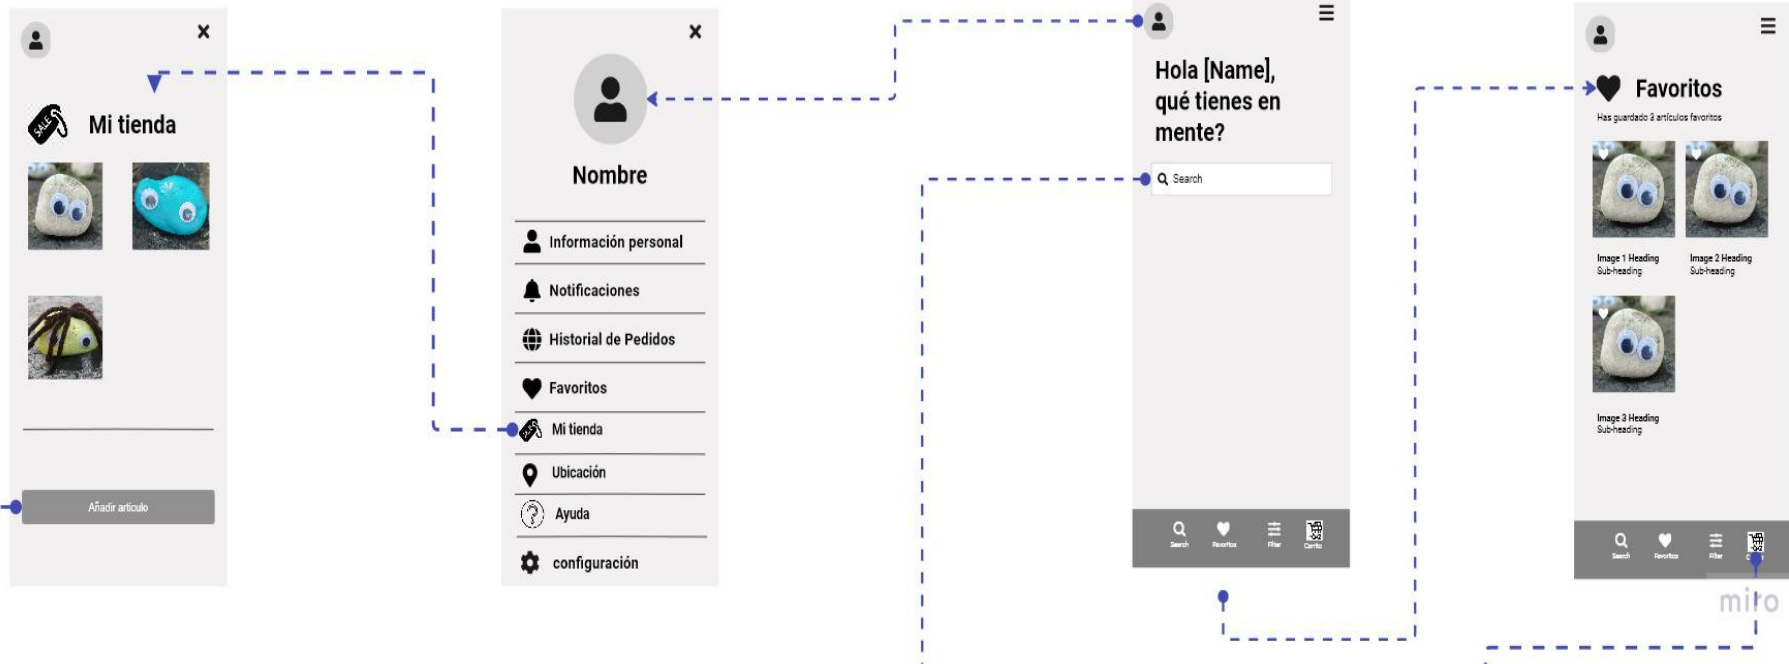 SALE
Mi tienda
Añadir artículo
Nombre
Información personal
Notificaciones
Historial de Pedidos
Favoritos
Mi tienda
Ubicación
Ayuda
configuración
Hola [Name],
qué tienes en
mente?
Search
Search Favoritos Filter Carrito
Favoritos
Has guardado 3 artículos favoritos
Image 1 Heading
Sub-heading
Image 2 Heading
Sub-heading
Image 3 Heading
Sub-heading
Search Favoritos Filter
miro